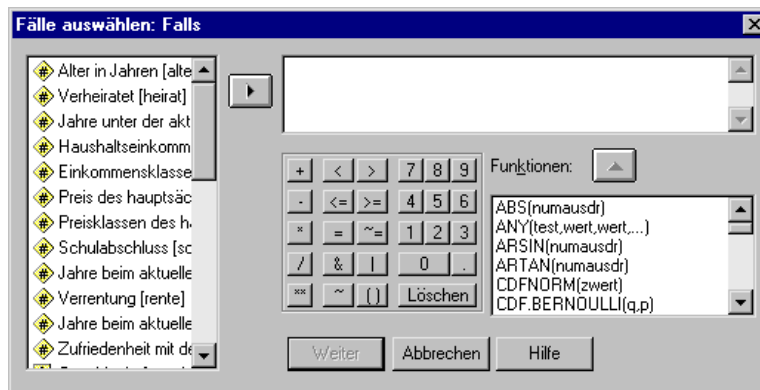 Fälle auswählen: Falls
Alter in Jahren [alte
Verheiratet [heirat]
Jahre unter der akt
Haushaltseinkomm
Einkommensklasse
Preis des hauptsäc
Preisklassen des h
Schulabschluss [sc
Jahre beim aktuelle
Verrentung [rente]
Jahre beim aktuelle
Zufriedenheit mit de
+ < > 7 8 9
- <= >= 4 5 6
* = ~= 1 2 3
/ & | 0 .
** ~ () Löschen
Funktionen:
ABS(numausdr)
ANY(test,wert,wert,...)
ARSIN(numausdr)
ARTAN(numausdr)
CDFNORM(zwert)
CDF.BERNOULLI(q,p)
Weiter Abbrechen Hilfe